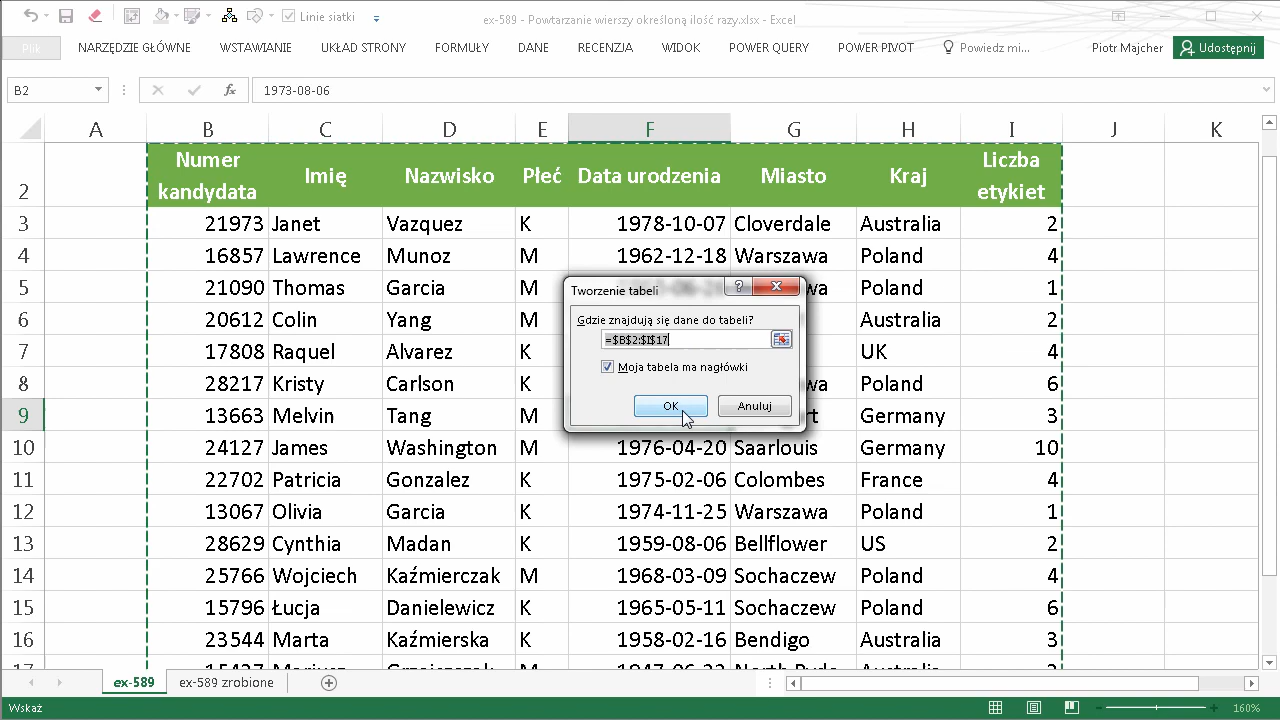 Linie siatki
ex-589 - Powtarzanie wierszy określoną ilość razy.xlsx - Excel
Plik NARZĘDZIE GŁÓWNE WSTAWIANIE UKŁAD STRONY FORMUŁY DANE RECENZJA WIDOK POWER QUERY POWER PIVOT Powiedz mi... Piotr Majcher Udostępnij
B2 fx 1973-08-06
A B C D E F G H I J K
2 Numer kandydata Imię Nazwisko Płeć Data urodzenia Miasto Kraj Liczba etykiet
3 21973 Janet Vazquez K 1978-10-07 Cloverdale Australia 2
4 16857 Lawrence Munoz M 1962-12-18 Warszawa Poland 4
5 21090 Thomas Garcia M Poland 1
6 20612 Colin Yang M Australia 2
7 17808 Raquel Alvarez K UK 4
8 28217 Kristy Carlson K Poland 6
9 13663 Melvin Tang M Germany 3
10 24127 James Washington M 1976-04-20 Saarlouis Germany 10
11 22702 Patricia Gonzalez K 1975-02-06 Colombes France 4
12 13067 Olivia Garcia K 1974-11-25 Warszawa Poland 1
13 28629 Cynthia Madan K 1959-08-06 Bellflower US 2
14 25766 Wojciech Kaźmierczak M 1968-03-09 Sochaczew Poland 4
15 15796 Łucja Danielewicz K 1965-05-11 Sochaczew Poland 6
16 23544 Marta Kaźmierska K 1958-02-16 Bendigo Australia 3
17
Tworzenie tabeli ?
Gdzie znajdują się dane do tabeli?
=$B$2:$I$17
Moja tabela ma nagłówki
OK Anuluj
ex-589 ex-589 zrobione
Wskaż 160%